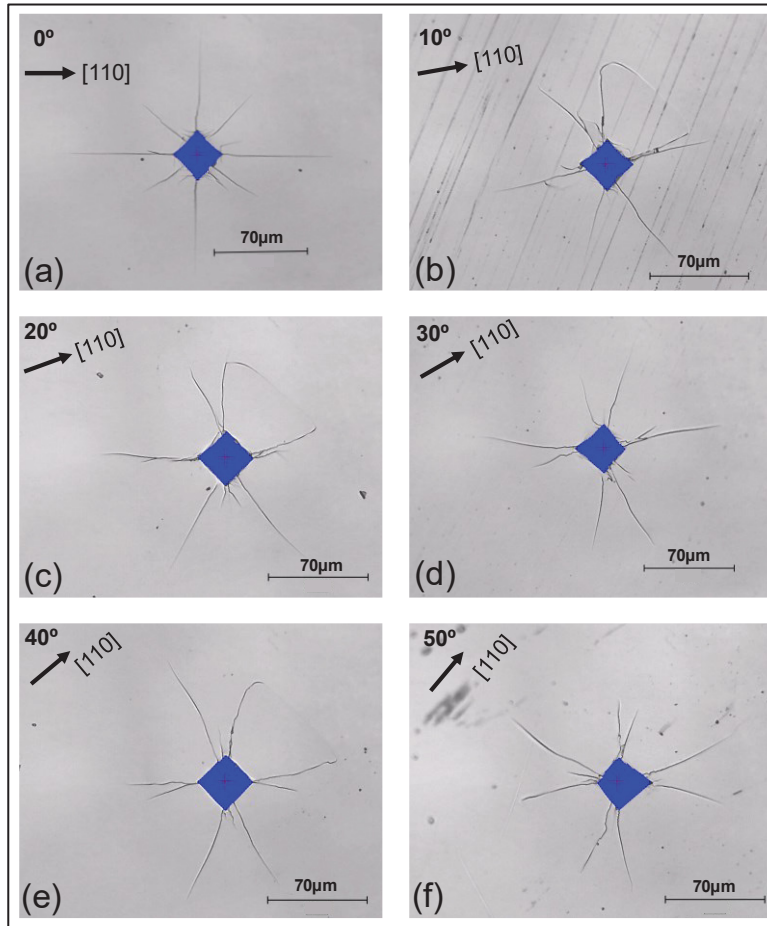 0º
[110]
70µm
(a)
10º
[110]
70µm
(b)
20º
[110]
70µm
(c)
30º
[110]
70µm
(d)
40º
[110]
70µm
(e)
50º
[110]
70µm
(f)